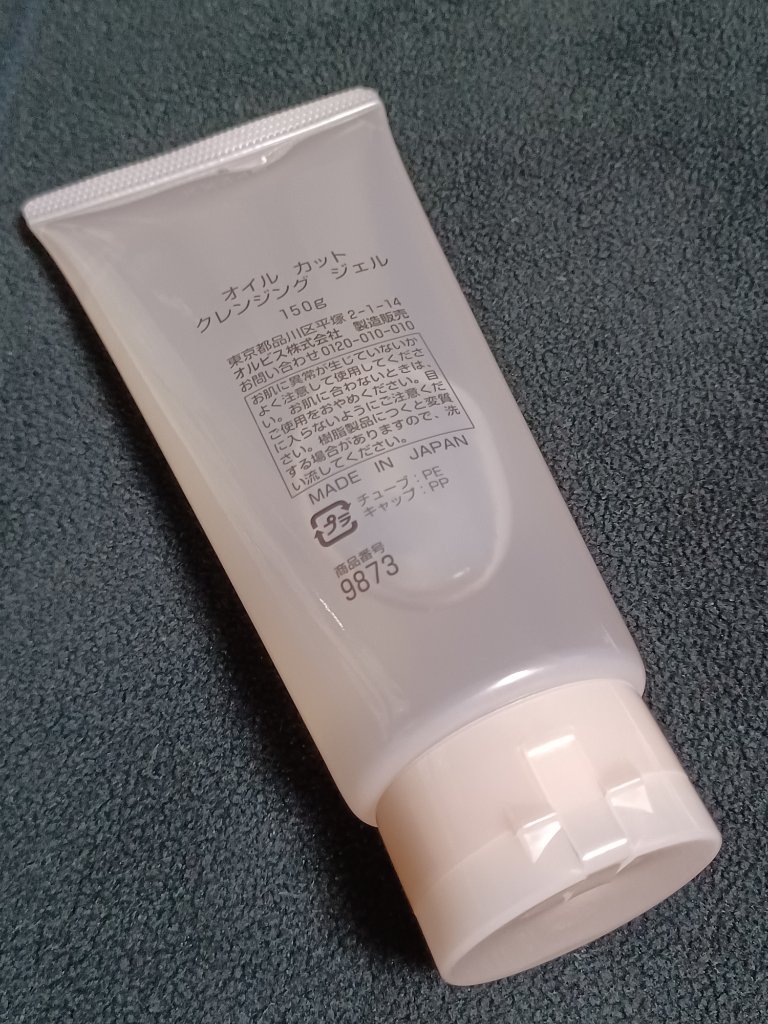 オイル カット
クレンジング ジェル
150g
東京都品川区平塚2-1-14
オルビス株式会社 製造販売
お問い合わせ0120-010-010
お肌に異常が生じていないか
よく注意して使用してくださ
い。お肌に合わないときは、
ご使用をおやめください。目
に入らないようにご注意くだ
さい。樹脂製品につくと変質
する場合がありますので、洗
い流してください。
MADE IN JAPAN
プラ
チューブ:PE
キャップ:PP
商品番号
9873